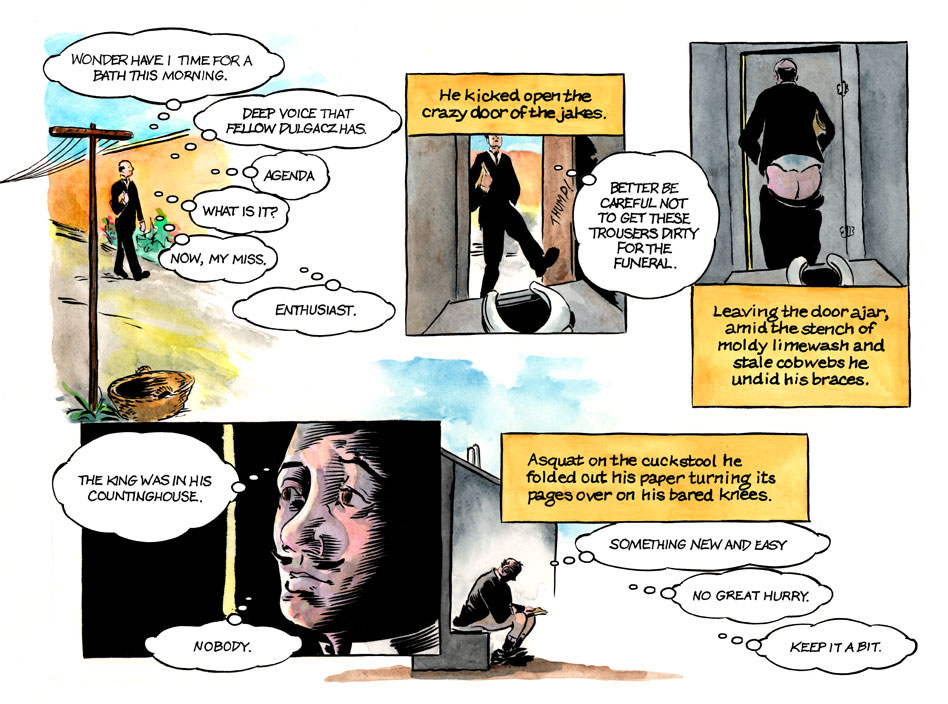 WONDER HAVE I TIME FOR A
BATH THIS MORNING.
DEEP VOICE THAT
FELLOW DULGACZ HAS.
AGENDA
WHAT IS IT?
NOW, MY MISS.
ENTHUSIAST.
He kicked open the
crazy door of the jakes.
THUMP!
BETTER BE
CAREFUL NOT
TO GET THESE
TROUSERS DIRTY
FOR THE
FUNERAL.
Leaving the door ajar,
amid the stench of
moldy limewash and
stale cobwebs he
undid his braces.
THE KING WAS IN HIS
COUNTINGHOUSE.
NOBODY.
Asquat on the cuckstool he
folded out his paper turning its
pages over on his bared knees.
SOMETHING NEW AND EASY
NO GREAT HURRY.
KEEP IT A BIT.